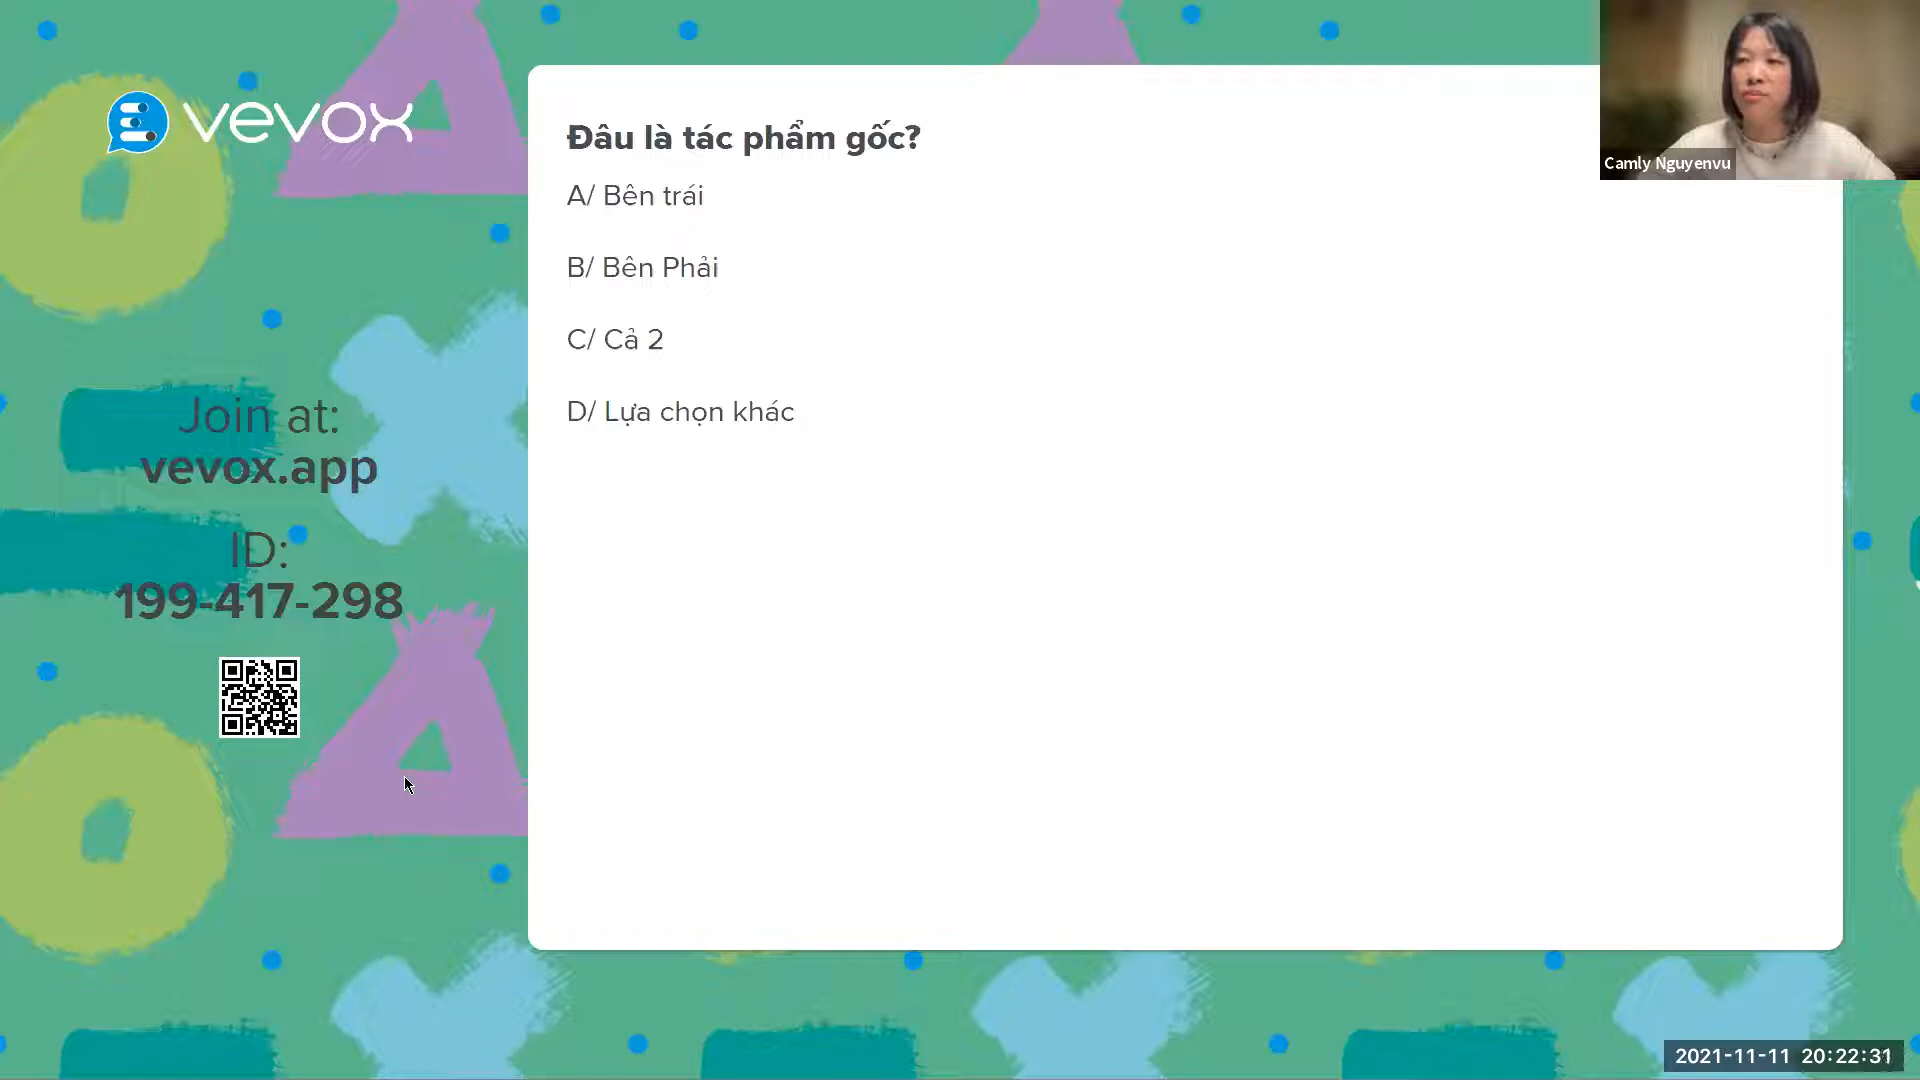 vevox
Join at:
vevox.app
ID:
199-417-298
Đâu là tác phẩm gốc?
A/ Bên trái
B/ Bên Phải
C/ Cả 2
D/ Lựa chọn khác
Camly Nguyenvu
2021-11-11 20:22:31